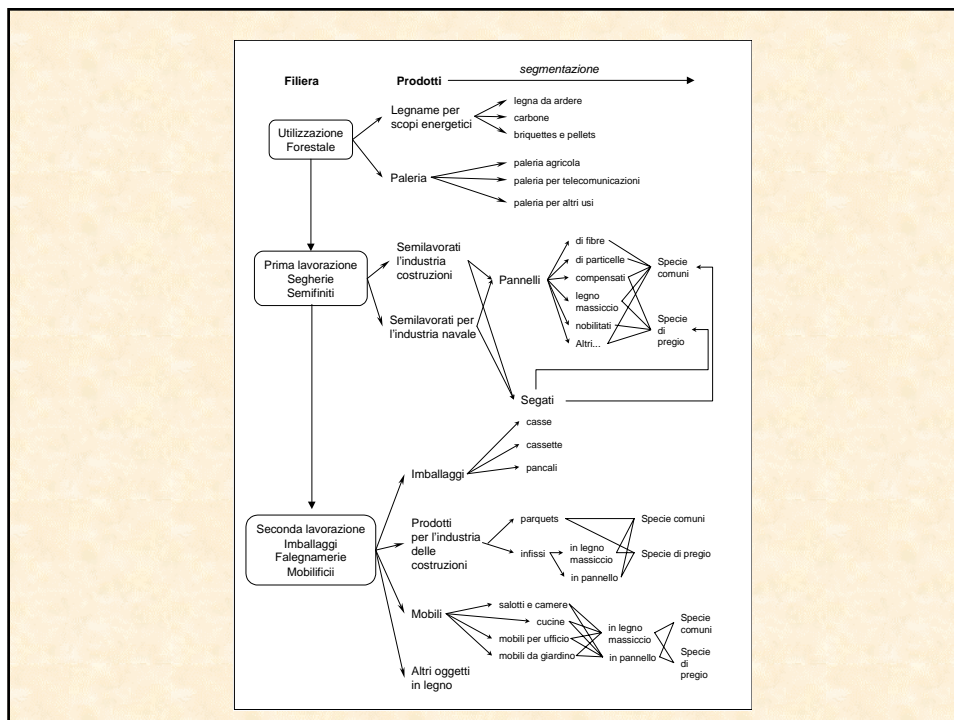 segmentazione
Filiera
Prodotti
Utilizzazione
Forestale
Legname per
scopi energetici
legna da ardere
carbone
briquettes e pellets
Paleria
paleria agricola
paleria per telecomunicazioni
paleria per altri usi
Prima lavorazione
Segherie
Semifiniti
Semilavorati
l'industria
costruzioni
Semilavorati per
l'industria navale
Pannelli
di fibre
di particelle
compensati
legno
massiccio
nobilitati
Altri...
Specie
comuni
Specie
di
pregio
Segati
Seconda lavorazione
Imballaggi
Falegnamerie
Mobilificii
Imballaggi
casse
cassette
pancali
Prodotti
per l'industria
delle
costruzioni
parquets
infissi
in legno
massiccio
in pannello
Specie comuni
Specie di pregio
Mobili
salotti e camere
cucine
mobili per ufficio
mobili da giardino
in legno
massiccio
in pannello
Specie
comuni
Specie
di
pregio
Altri oggetti
in legno